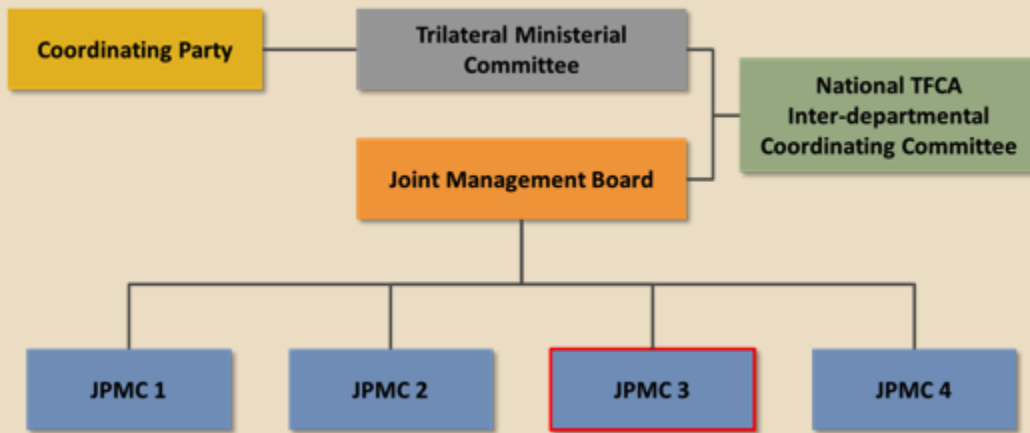 Coordinating Party
Trilateral Ministerial
Committee
National TFCA
Inter-departmental
Coordinating Committee
Joint Management Board
JPMC 1
JPMC 2
JPMC 3
JPMC 4